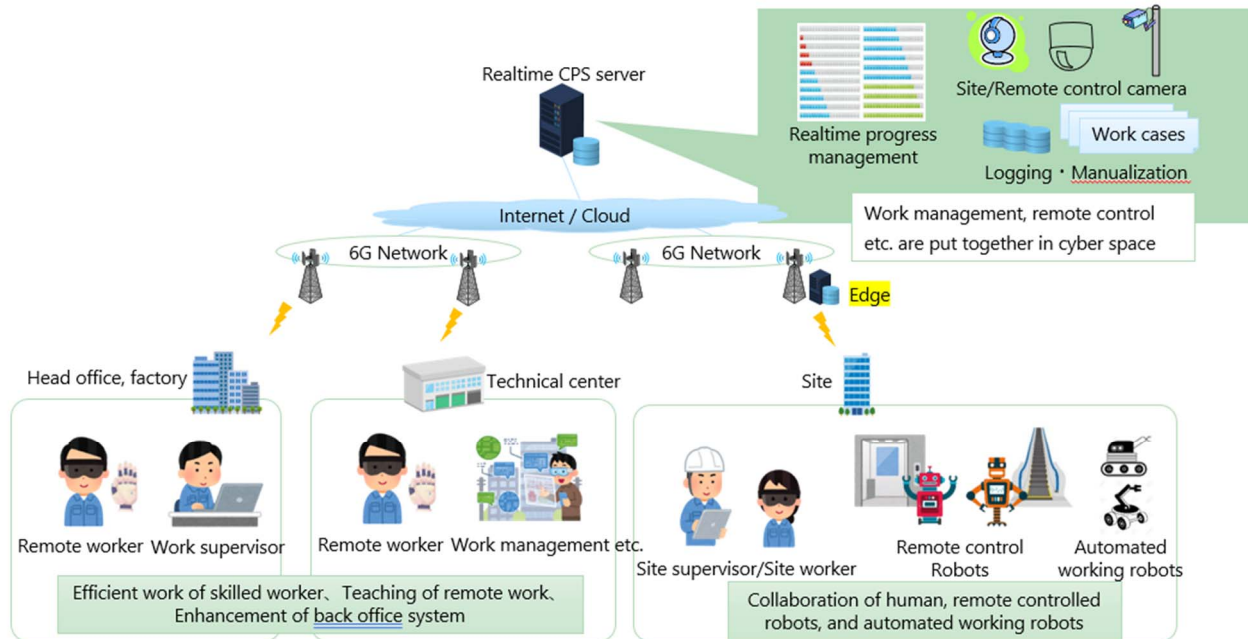 Realtime CPS server
Realtime progress
management
Site/Remote control camera
Work cases
Logging・Manualization
Work management, remote control
etc. are put together in cyber space
Internet / Cloud
6G Network
6G Network
Edge
Head office, factory
Technical center
Site
Remote worker
Work supervisor
Remote worker
Work management etc.
Site supervisor/Site worker
Remote control
Robots
Automated
working robots
Efficient work of skilled worker、Teaching of remote work、
Enhancement of back office system
Collaboration of human, remote controlled
robots, and automated working robots